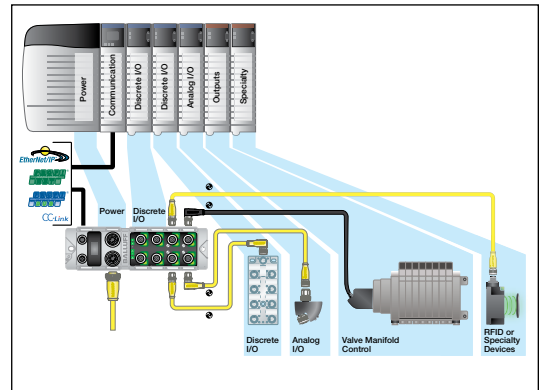 Power
Communication
Discrete I/O
Discrete I/O
Analog I/O
Outputs
Specialty
EtherNet/IP
CC-Link
Power
Discrete
I/O
Discrete
I/O
Analog
I/O
Valve Manifold
Control
RFID or
Specialty
Devices